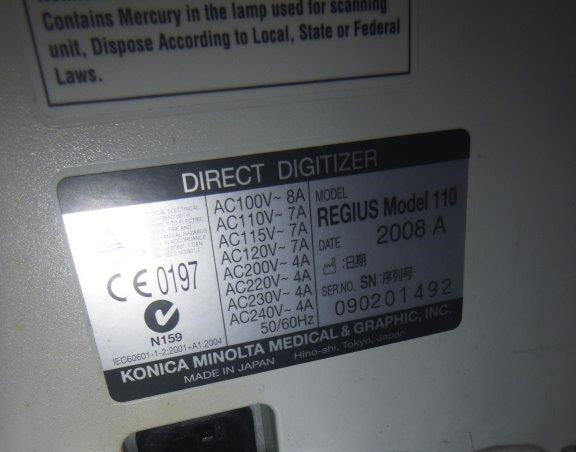 Contains Mercury in the lamp used for scanning
unit, Dispose According to Local, State or Federal
Laws.
DIRECT DIGITIZER
CE 0197
N159
IEC60601-1-2:2001+A1:2004
AC100V~ 8A
AC110V~ 7A
AC115V~ 7A
AC120V~ 7A
AC200V~ 4A
AC220V~ 4A
AC230V~ 4A
AC240V~ 4A
50/60Hz
MODEL
REGIUS Model 110
DATE 2008 A
:日期
SER.NO. SN:序列号
090201492
KONICA MINOLTA MEDICAL & GRAPHIC, INC.
MADE IN JAPAN Hino-shi, Tokyo, Japan